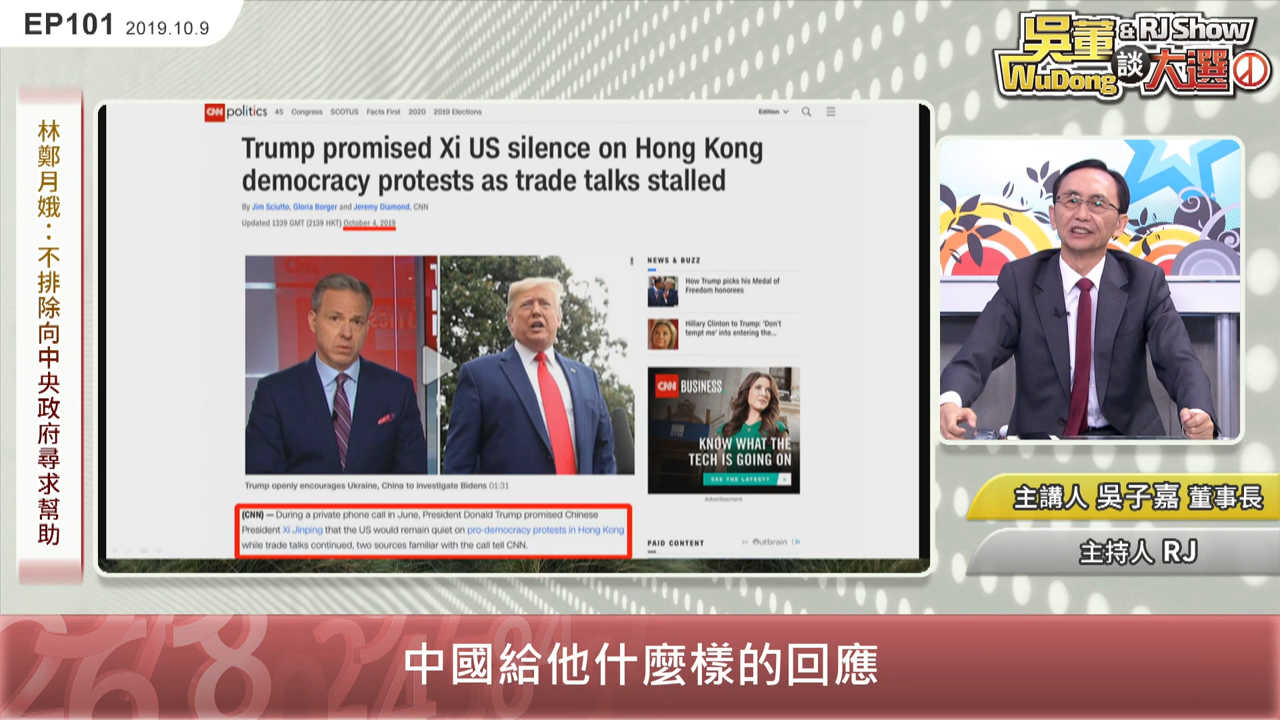 EP101 2019.10.9
吳董 & RJ Show
WuDong 談 大選
林鄭月娥：不排除向中央政府尋求幫助
CNN politics 45 Congress SCOTUS Facts First 2020 2019 Elections Edition
Trump promised Xi US silence on Hong Kong
democracy protests as trade talks stalled
By Jim Sciutto, Gloria Borger and Jeremy Diamond, CNN
Updated 1339 GMT (2139 HKT) October 4, 2019
NEWS & BUZZ
How Trump picks his Medal of
Freedom honorees
Hillary Clinton to Trump: 'Don't
tempt me' into entering the...
CNN BUSINESS
KNOW WHAT THE
TECH IS GOING ON
SEE THE LATEST?
Advertisement
Trump openly encourages Ukraine, China to investigate Bidens 01:31
(CNN) — During a private phone call in June, President Donald Trump promised Chinese
President Xi Jinping that the US would remain quiet on pro-democracy protests in Hong Kong
while trade talks continued, two sources familiar with the call tell CNN.
PAID CONTENT
Outbrain
主講人 吳子嘉 董事長
主持人 RJ
中國給他什麼樣的回應